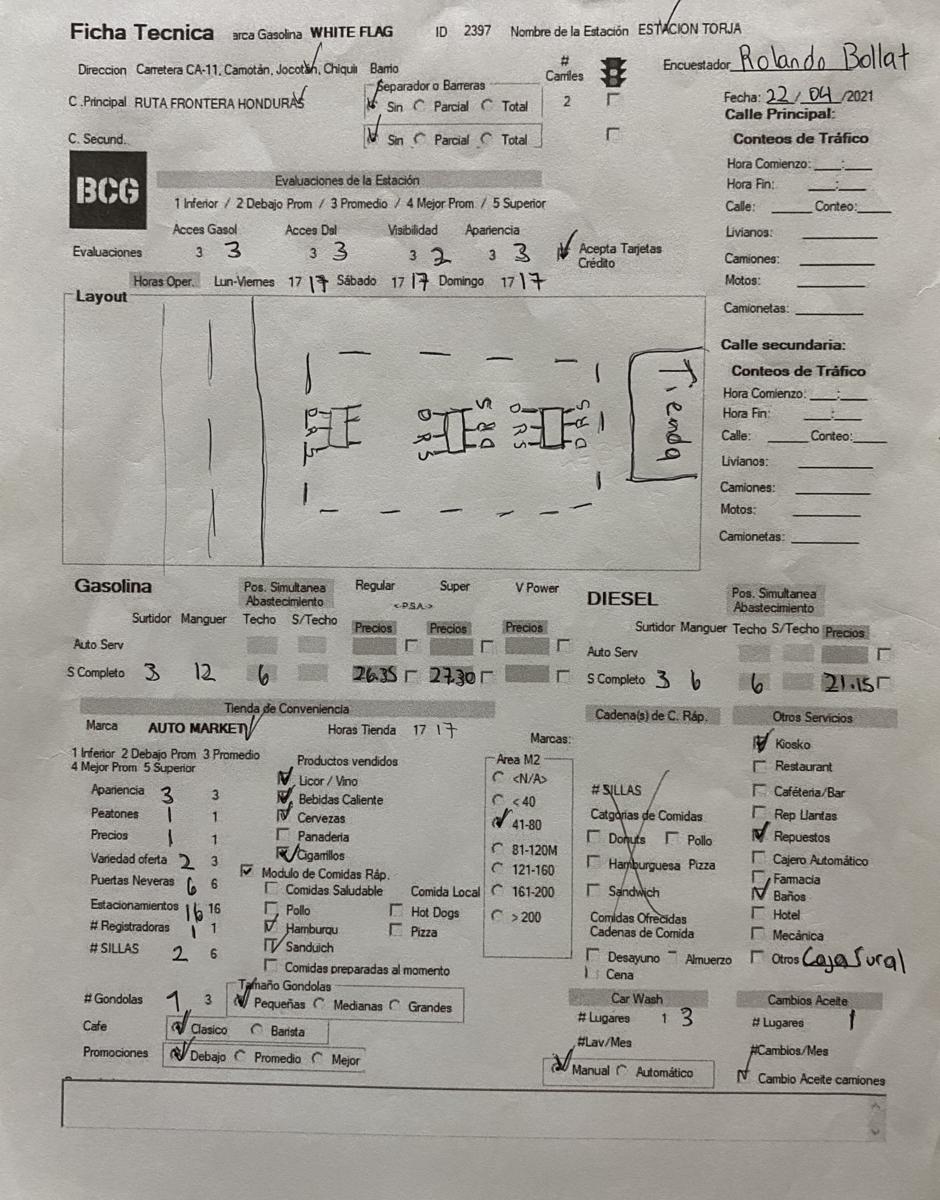 Ficha Tecnica arca Gasolina WHITE FLAG ID 2397 Nombre de la Estación ESTACION TORJA
Direccion Carretera CA-11, Camotán, Jocotán, Chiquii Barrio # Carriles Encuestador Rolando Bollat
Separador o Barreras
C .Principal RUTA FRONTERA HONDURAS Sin Parcial Total 2 Fecha: 22/04/2021
C. Secund. Sin Parcial Total
Calle Principal:
Conteos de Tráfico
Hora Comienzo: __:__
Hora Fin: __:__
Calle: ____ Conteo:____
Livianos:
Camiones:
Motos:
Camionetas:
BCG
Evaluaciones de la Estación
1 Inferior / 2 Debajo Prom / 3 Promedio / 4 Mejor Prom / 5 Superior
Acces Gasol Acces Dsl Visibilidad Apariencia
Evaluaciones 3 3 3 3 3 2 3 3 Acepta Tarjetas Crédito
Horas Oper. Lun-Viernes 17 17 Sábado 17 17 Domingo 17 17
Layout
Tienda
S R D
D R S
Calle secundaria:
Conteos de Tráfico
Hora Comienzo: __:__
Hora Fin: __:__
Calle: ____ Conteo:____
Livianos:
Camiones:
Motos:
Camionetas:
Gasolina Pos. Simultanea Abastecimiento Regular Super V Power
<-P.S.A.->
Surtidor Manguer Techo S/Techo Precios Precios Precios
Auto Serv
S Completo 3 12 6 26.35 27.30
DIESEL Pos. Simultanea Abastecimiento
Surtidor Manguer Techo S/Techo Precios
Auto Serv
S Completo 3 6 6 21.15
Tienda de Conveniencia
Marca AUTO MARKET Horas Tienda 17 17
1 Inferior 2 Debajo Prom 3 Promedio
4 Mejor Prom 5 Superior
Apariencia 3 3
Peatones 1 1
Precios 1 1
Variedad oferta 2 3
Puertas Neveras 6 6
Estacionamientos 16 16
# Registradoras 1 1
# SILLAS 2 6
# Gondolas 1 3
Productos vendidos
Licor / Vino
Bebidas Caliente
Cervezas
Panaderia
Cigarrillos
Modulo de Comidas Ráp.
Comidas Saludable Comida Local
Pollo Hot Dogs
Hamburqu Pizza
Sanduich
Comidas preparadas al momento
Tamaño Gondolas
Pequeñas Medianas Grandes
Cafe Clasico Barista
Promociones Debajo Promedio Mejor
Marcas:
Area M2
<N/A>
< 40
41-80
81-120M
121-160
161-200
> 200
Cadena(s) de C. Ráp.
# SILLAS
Catgorias de Comidas
Donuts Pollo
Hamburguesa Pizza
Sandwich
Comidas Ofrecidas
Cadenas de Comida
Desayuno Almuerzo
Cena
Otros Servicios
Kiosko
Restaurant
Caféteria/Bar
Rep Llantas
Repuestos
Cajero Automático
Farmacia
Baños
Hotel
Mecánica
Otros Caja Sural
Car Wash
# Lugares 1 3
#Lav/Mes
Manual Automático
Cambios Aceite
# Lugares 1
#Cambios/Mes
Cambio Aceite camiones